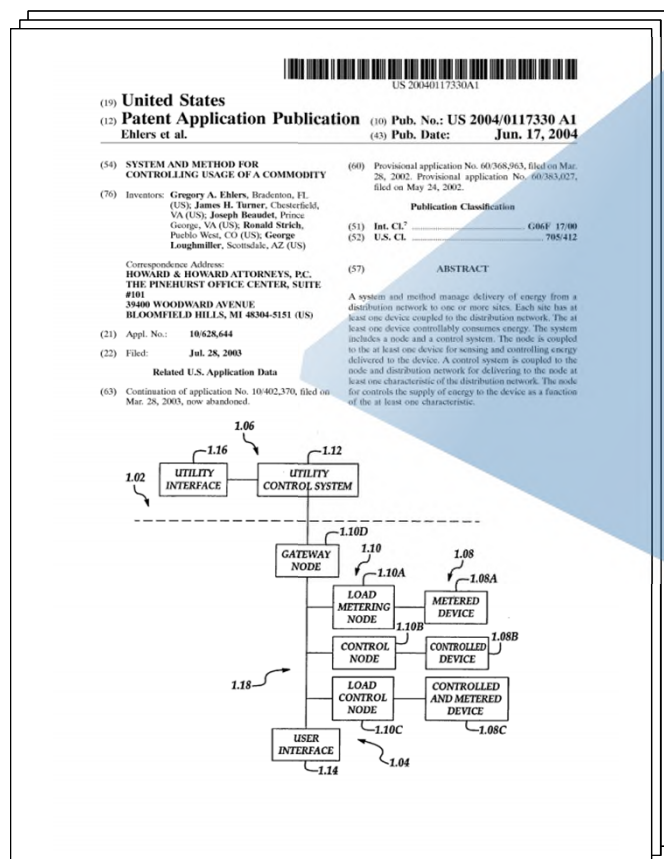 US 20040117330A1
(19) United States
(12) Patent Application Publication
Ehlers et al.
(10) Pub. No.: US 2004/0117330 A1
(43) Pub. Date: Jun. 17, 2004
(54) SYSTEM AND METHOD FOR
CONTROLLING USAGE OF A COMMODITY
(76) Inventors: Gregory A. Ehlers, Bradenton, FL
(US); James H. Turner, Chesterfield,
VA (US); Joseph Beaudet, Prince
George, VA (US); Ronald Strich,
Pueblo West, CO (US); George
Loughmiller, Scottsdale, AZ (US)
Correspondence Address:
HOWARD & HOWARD ATTORNEYS, P.C.
THE PINEHURST OFFICE CENTER, SUITE
#101
39400 WOODWARD AVENUE
BLOOMFIELD HILLS, MI 48304-5151 (US)
(21) Appl. No.: 10/628,644
(22) Filed: Jul. 28, 2003
Related U.S. Application Data
(63) Continuation of application No. 10/402,370, filed on
Mar. 28, 2003, now abandoned.
(60) Provisional application No. 60/368,963, filed on Mar.
28, 2002. Provisional application No. 60/383,027,
filed on May 24, 2002.
Publication Classification
(51) Int. Cl.7 ........................................ G06F 17/00
(52) U.S. Cl. ........................................ 705/412
(57) ABSTRACT
A system and method manage delivery of energy from a
distribution network to one or more sites. Each site has at
least one device coupled to the distribution network. The at
least one device controllably consumes energy. The system
includes a node and a control system. The node is coupled
to the at least one device for sensing and controlling energy
delivered to the device. A control system is coupled to the
node and distribution network for delivering to the node at
least one characteristic of the distribution network. The node
for controls the supply of energy to the device as a function
of the at least one characteristic.
1.06
1.16
1.12
1.02
UTILITY
INTERFACE
UTILITY
CONTROL SYSTEM
1.10D
GATEWAY
NODE
1.10
1.08
1.10A
1.08A
LOAD
METERING
NODE
METERED
DEVICE
1.10B
1.08B
CONTROL
NODE
CONTROLLED
DEVICE
1.18
LOAD
CONTROL
NODE
CONTROLLED
AND METERED
DEVICE
1.10C
1.08C
USER
INTERFACE
1.04
1.14